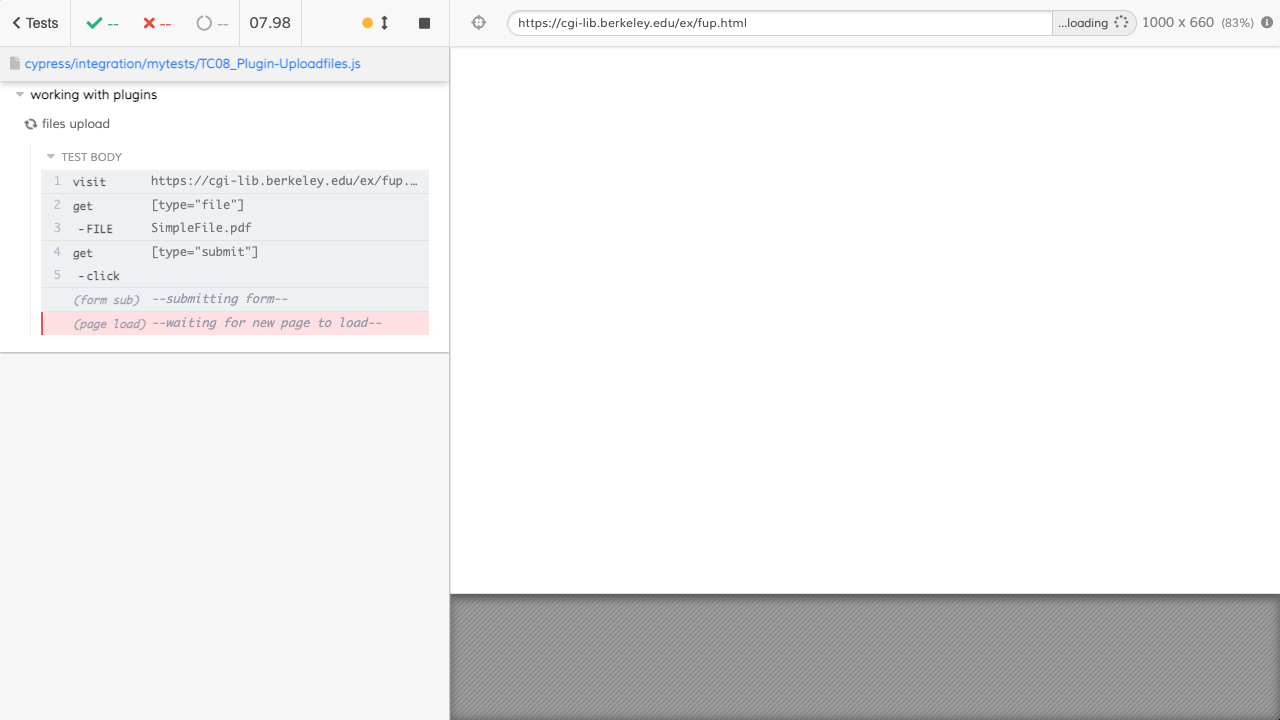 Tests -- -- -- 07.98 https://cgi-lib.berkeley.edu/ex/fup.html ...loading 1000 x 660 (83%)
cypress/integration/mytests/TC08_Plugin-Uploadfiles.js
working with plugins
files upload
TEST BODY
1 visit https://cgi-lib.berkeley.edu/ex/fup.…
2 get [type="file"]
3 -FILE SimpleFile.pdf
4 get [type="submit"]
5 -click
(form sub) --submitting form--
(page load) --waiting for new page to load--